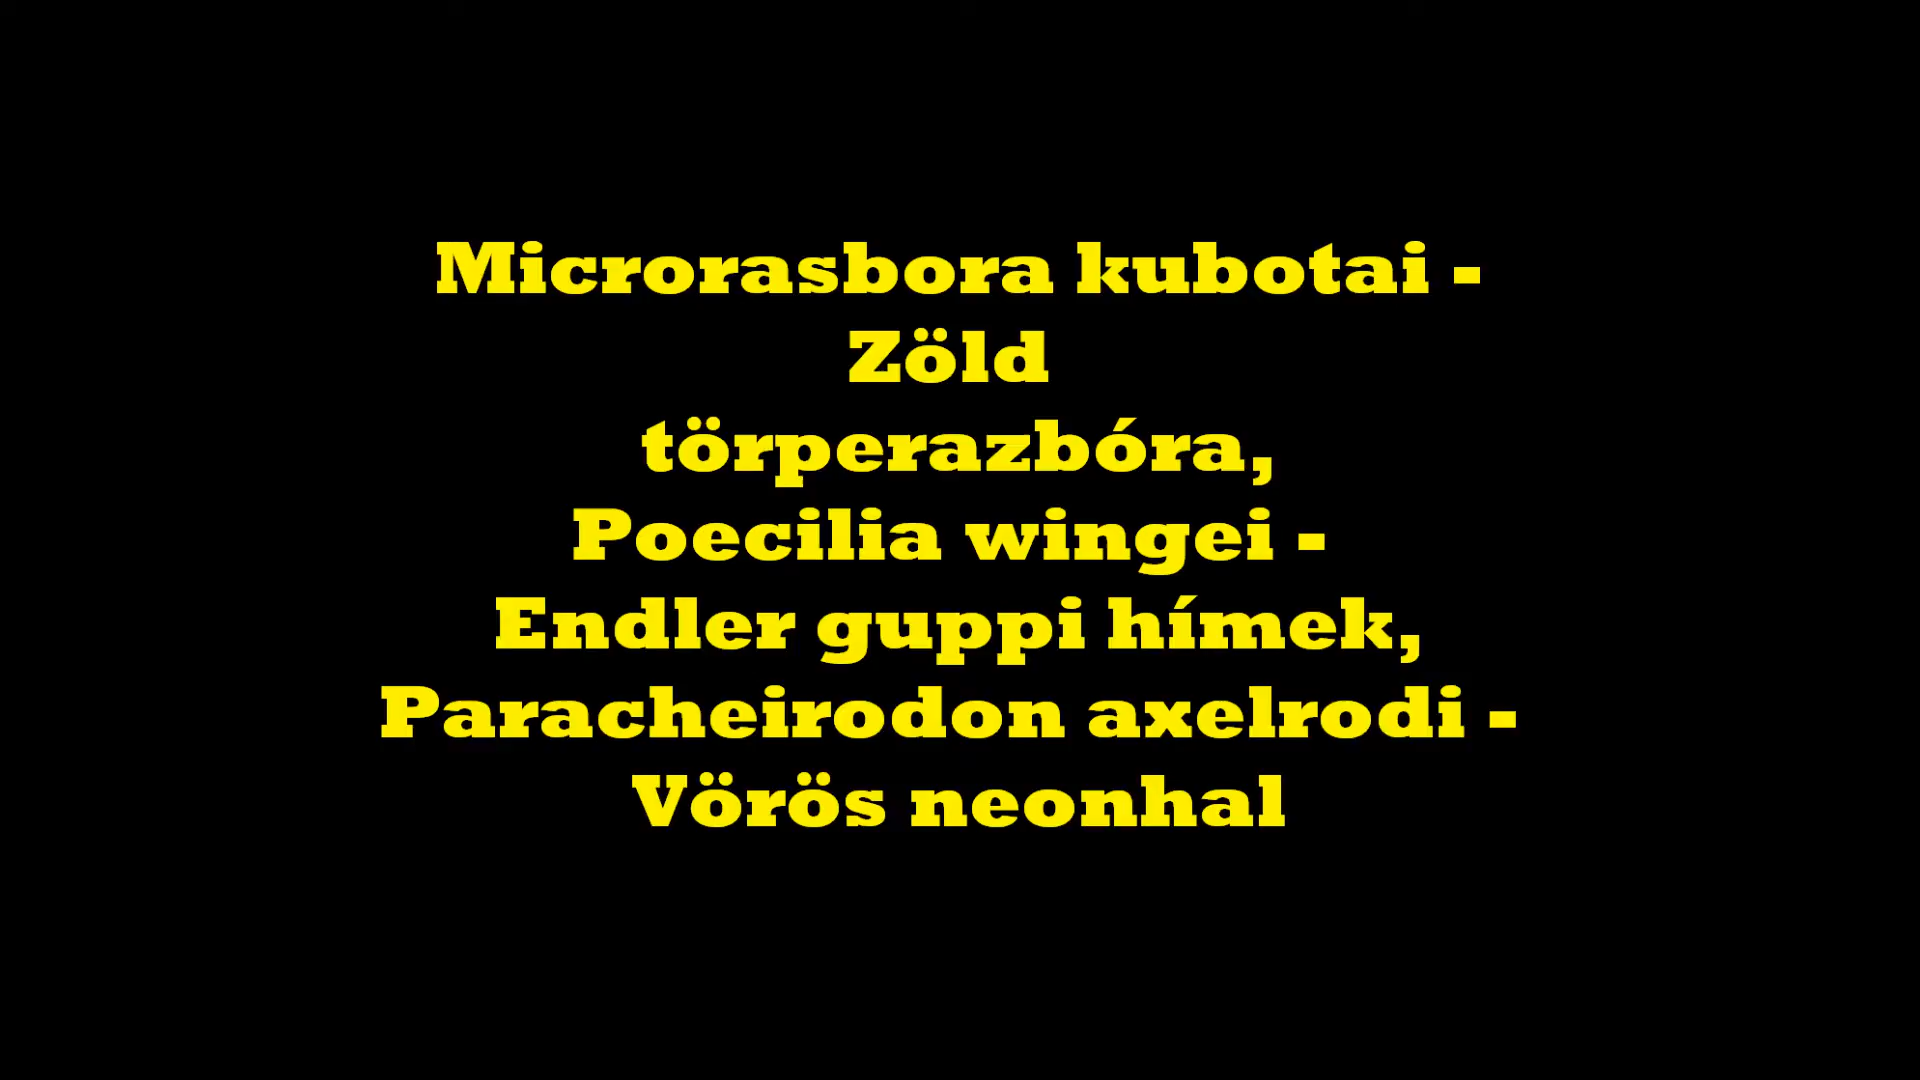 Microrasbora kubotai -
Zöld
törperazbóra,
Poecilia wingei -
Endler guppi hímek,
Paracheirodon axelrodi -
Vörös neonhal